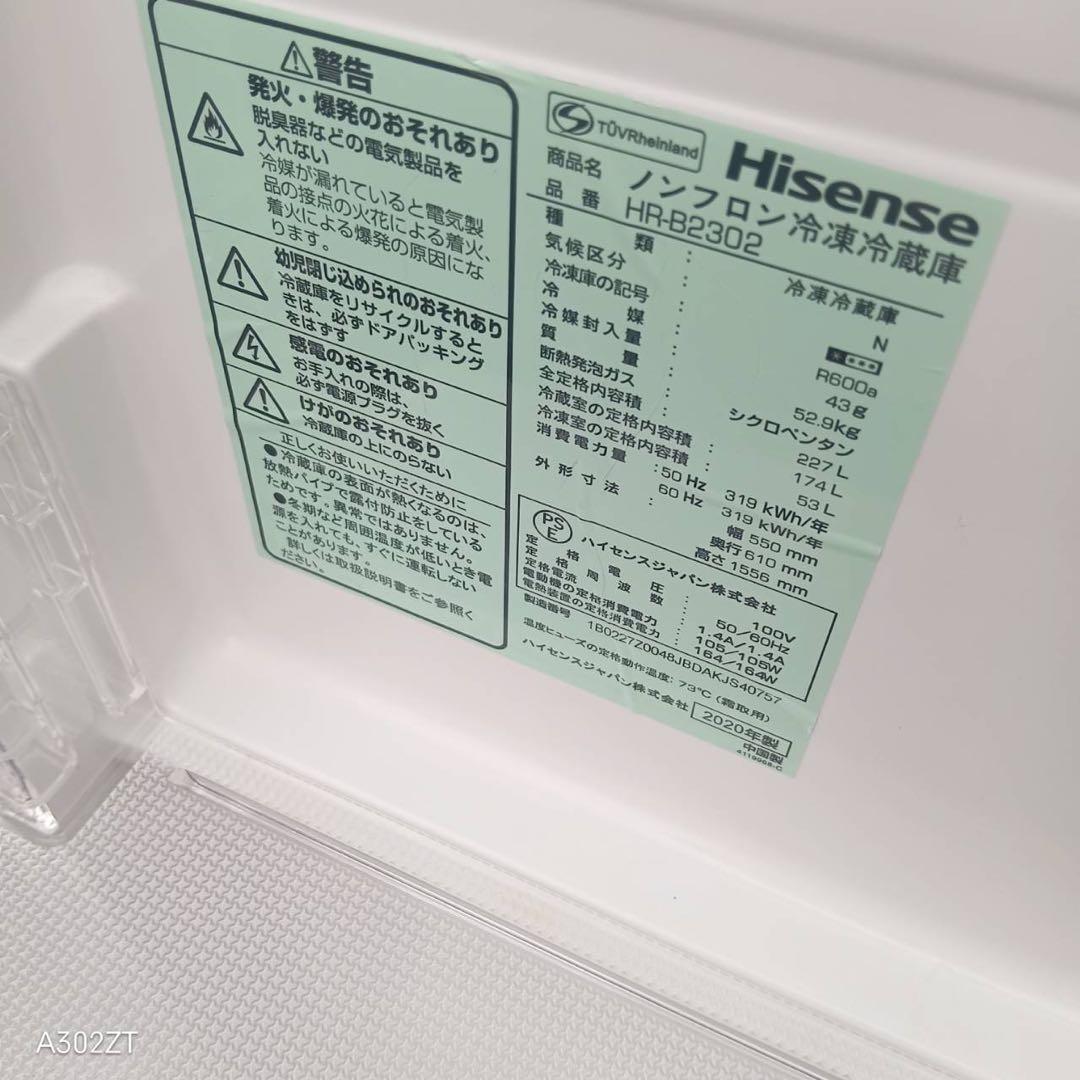 警告
発火・爆発のおそれあり
脱臭器などの電気製品を
入れない
冷媒が漏れていると電気製
品の接点の火花による着火、
着火による爆発の原因にな
ります。
幼児閉じ込められのおそれあり
冷蔵庫をリサイクルすると
きは、必ずドアパッキング
をはずす
感電のおそれあり
お手入れの際は、
必ず電源プラグを抜く
けがのおそれあり
冷蔵庫の上にのらない
正しくお使いいただくために
●冷蔵庫の表面が熱くなるのは、
放熱パイプで露付防止をしている
ためです。異常ではありません。
●冬期など周囲温度が低いとき電
源を入れても、すぐに運転しない
ことがあります。
詳しくは取扱説明書をご参照く
ださい。
TÜVRheinland
Hisense
商品名 ノンフロン冷凍冷蔵庫
品番 HR-B2302
種類 : 冷凍冷蔵庫
気候区分 : N
冷凍庫の記号 :
冷媒 : R600a
冷媒封入量 : 43g
質量 : 52.9kg
断熱発泡ガス : シクロペンタン
全定格内容積 : 227L
冷蔵室の定格内容積 : 174L
冷凍室の定格内容積 : 53L
消費電力量 : 50Hz 319 kWh/年
60Hz 319 kWh/年
外形寸法 : 幅 550 mm
奥行 610 mm
高さ 1556 mm
PSE ハイセンスジャパン株式会社
定格電圧 : 100V
定格周波数 : 50/60Hz
定格電流 : 1.4A/1.4A
電動機の定格消費電力 : 105/105W
電熱装置の定格消費電力 : 164/164W
製造番号 1B0227Z0048JBDAKJS40757
温度ヒューズの定格動作温度: 73℃ (霜取用)
ハイセンスジャパン株式会社 2020年製
中国製
4119968-C
A302ZT